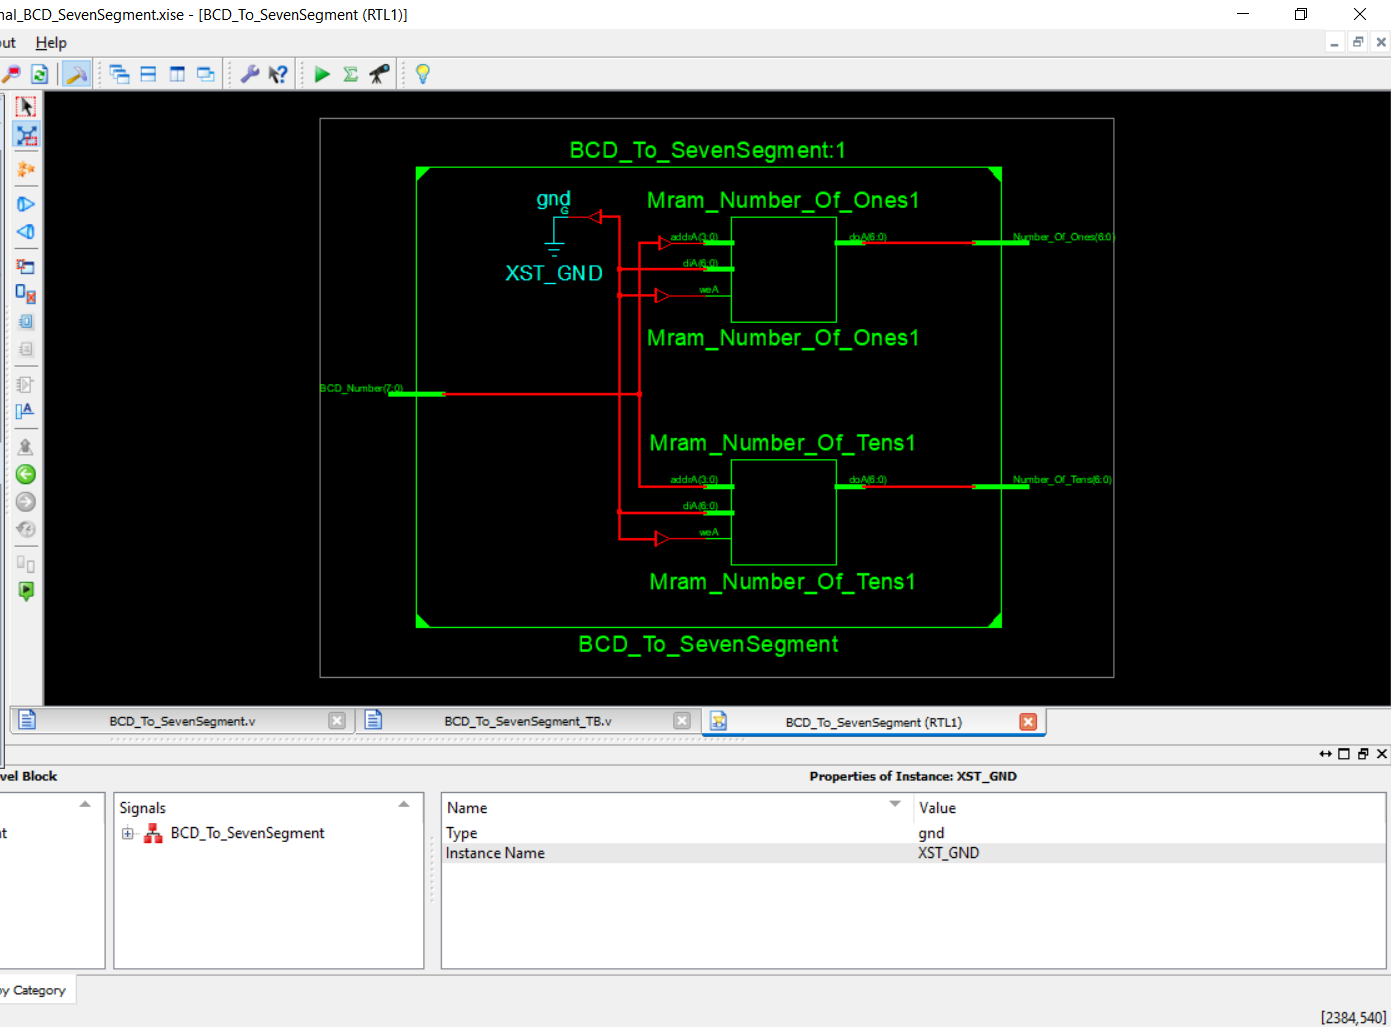 nal_BCD_SevenSegment.xise - [BCD_To_SevenSegment (RTL1)]
out Help
BCD_To_SevenSegment:1
gnd
G
XST_GND
Mram_Number_Of_Ones1
addrA(3:0)
diA(6:0)
weA
doA(6:0)
Number_Of_Ones(6:0)
Mram_Number_Of_Ones1
BCD_Number(7:0)
Mram_Number_Of_Tens1
addrA(3:0)
diA(6:0)
weA
doA(6:0)
Number_Of_Tens(6:0)
Mram_Number_Of_Tens1
BCD_To_SevenSegment
BCD_To_SevenSegment.v
BCD_To_SevenSegment_TB.v
BCD_To_SevenSegment (RTL1)
vel Block
Properties of Instance: XST_GND
Signals
Name Value
t
BCD_To_SevenSegment
Type gnd
Instance Name XST_GND
by Category
[2384,540]